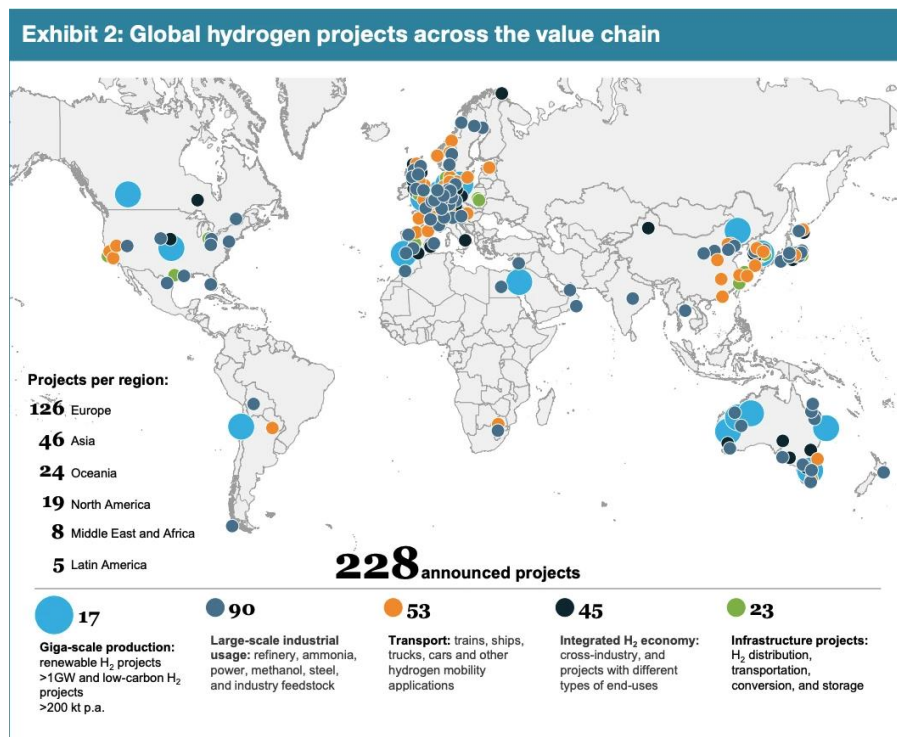 Exhibit 2: Global hydrogen projects across the value chain
Projects per region:
126 Europe
46 Asia
24 Oceania
19 North America
8 Middle East and Africa
5 Latin America
228 announced projects
17
Giga-scale production:
renewable H₂ projects
>1GW and low-carbon H₂
projects
>200 kt p.a.
90
Large-scale industrial
usage: refinery, ammonia,
power, methanol, steel,
and industry feedstock
53
Transport: trains, ships,
trucks, cars and other
hydrogen mobility
applications
45
Integrated H₂ economy:
cross-industry, and
projects with different
types of end-uses
23
Infrastructure projects:
H₂ distribution,
transportation,
conversion, and storage